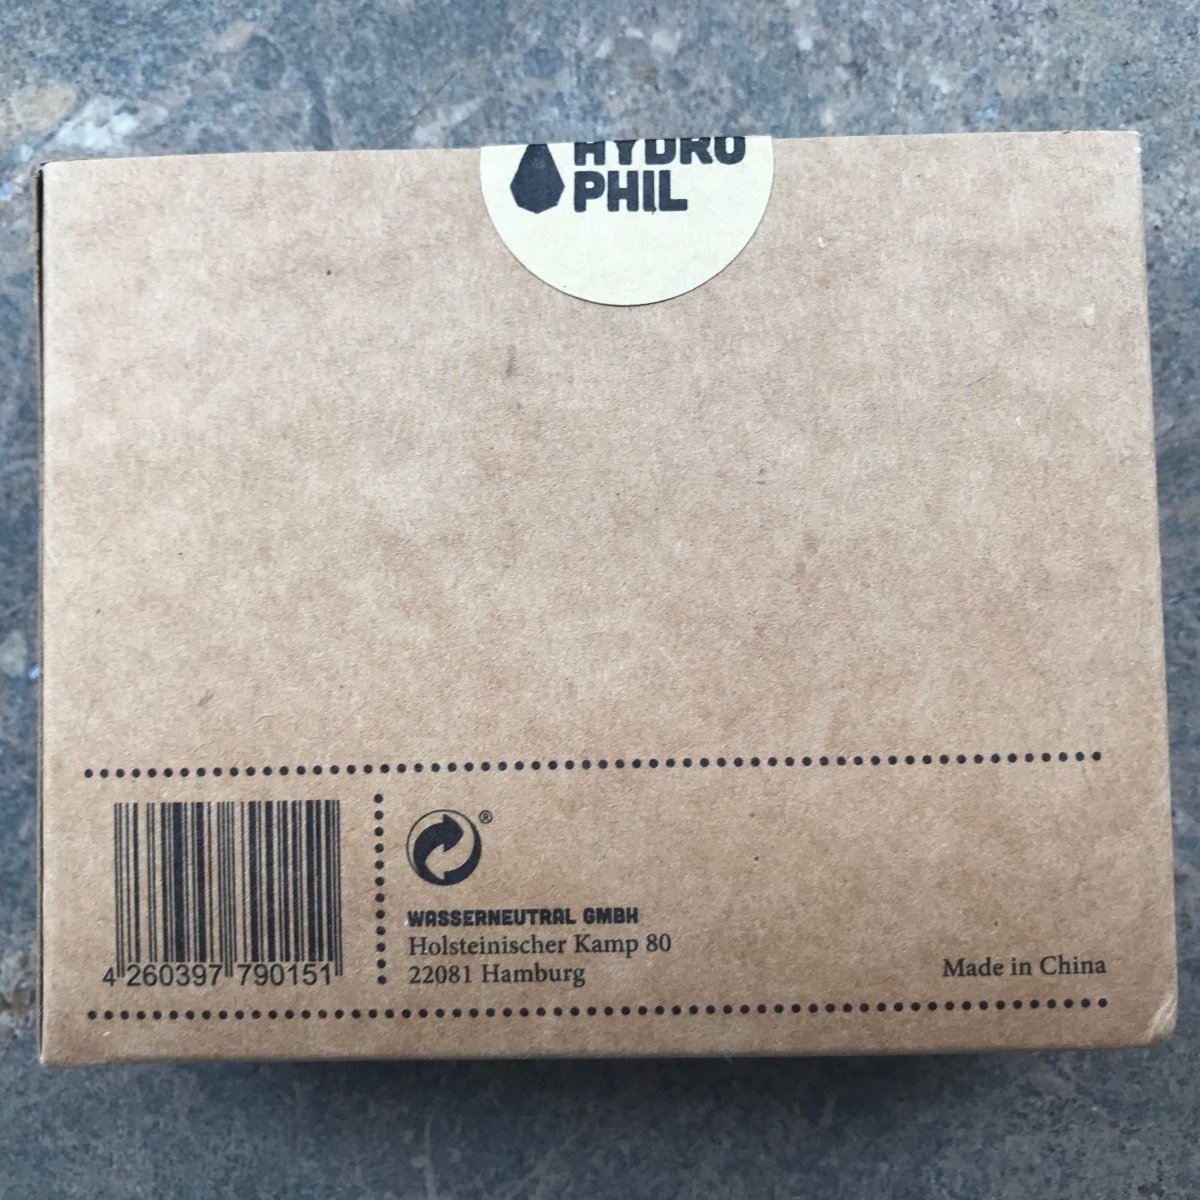 HYDRO
PHIL
®
WASSERNEUTRAL GMBH
Holsteinischer Kamp 80
22081 Hamburg
4 260397 790151
Made in China